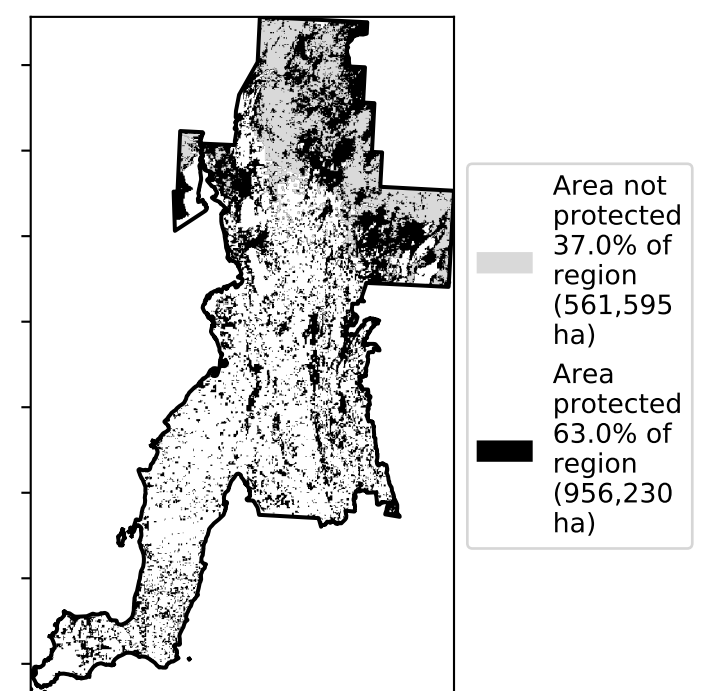 Area not
protected
37.0% of
region
(561,595
ha)
Area
protected
63.0% of
region
(956,230
ha)